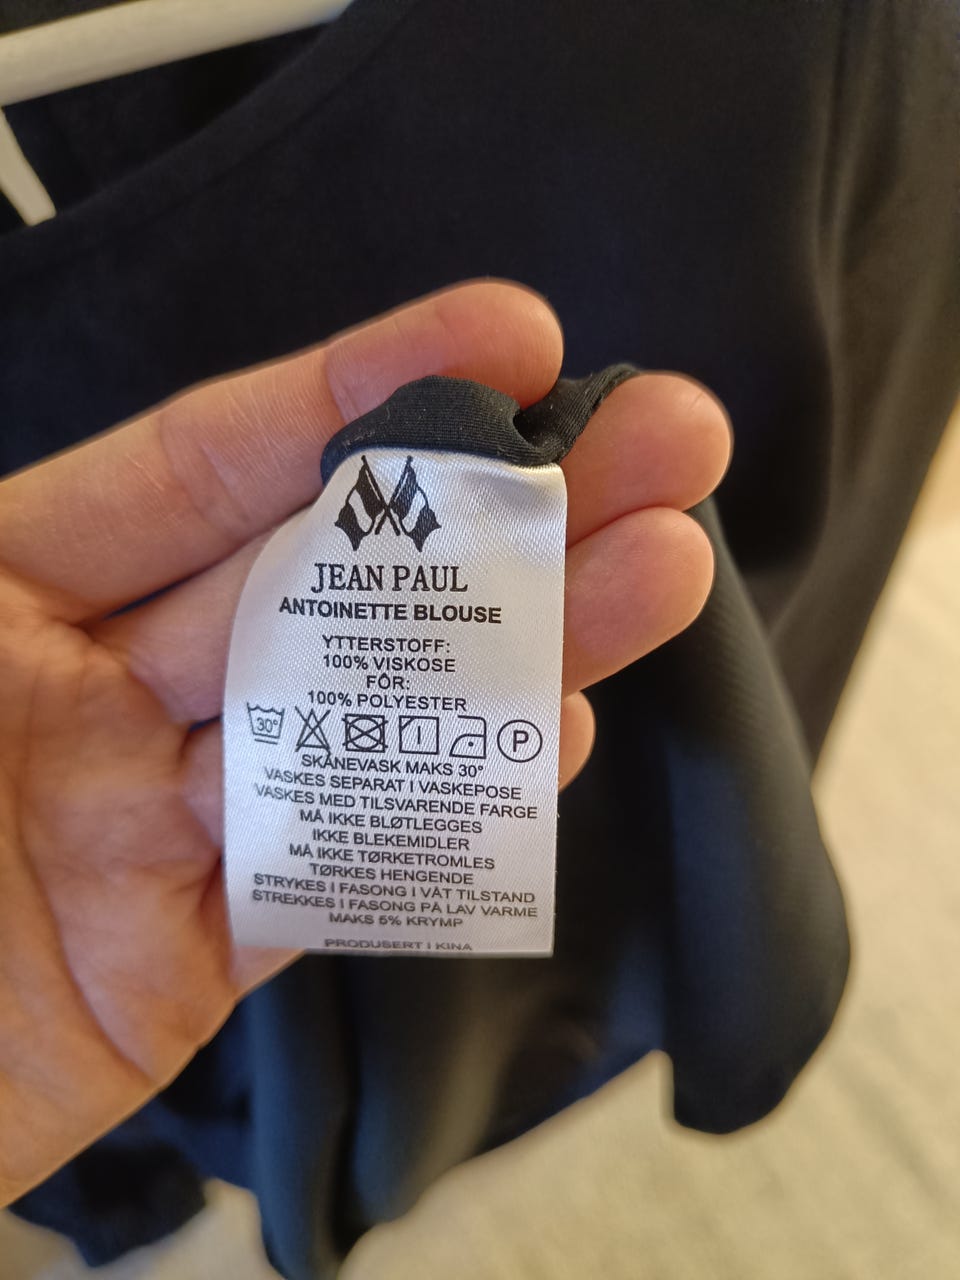 JEAN PAUL
ANTOINETTE BLOUSE
YTTERSTOFF:
100% VISKOSE
FÔR:
100% POLYESTER
30° P
SKÅNEVASK MAKS 30°
VASKES SEPARAT I VASKEPOSE
VASKES MED TILSVARENDE FARGE
MÅ IKKE BLØTLEGGES
IKKE BLEKEMIDLER
MÅ IKKE TØRKETROMLES
TØRKES HENGENDE
STRYKES I FASONG I VÅT TILSTAND
STREKKES I FASONG PÅ LAV VARME
MAKS 5% KRYMP
PRODUSERT I KINA